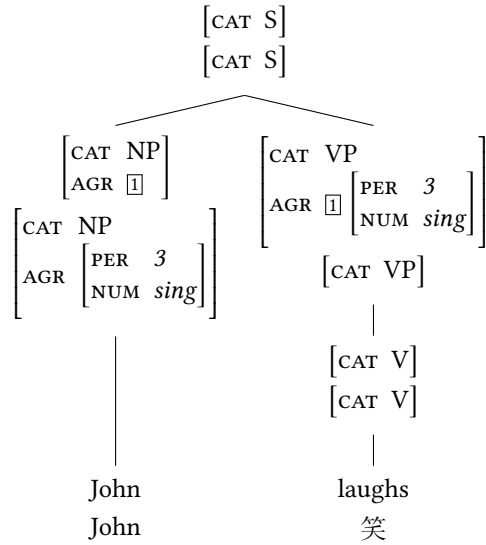 [CAT S]
[CAT S]
[CAT NP]
[AGR 1]
[CAT VP]
[AGR 1 [PER 3]
[NUM sing]]
[CAT NP]
[AGR [PER 3]
[NUM sing]]
[CAT VP]
[CAT V]
[CAT V]
John laughs
John 笑